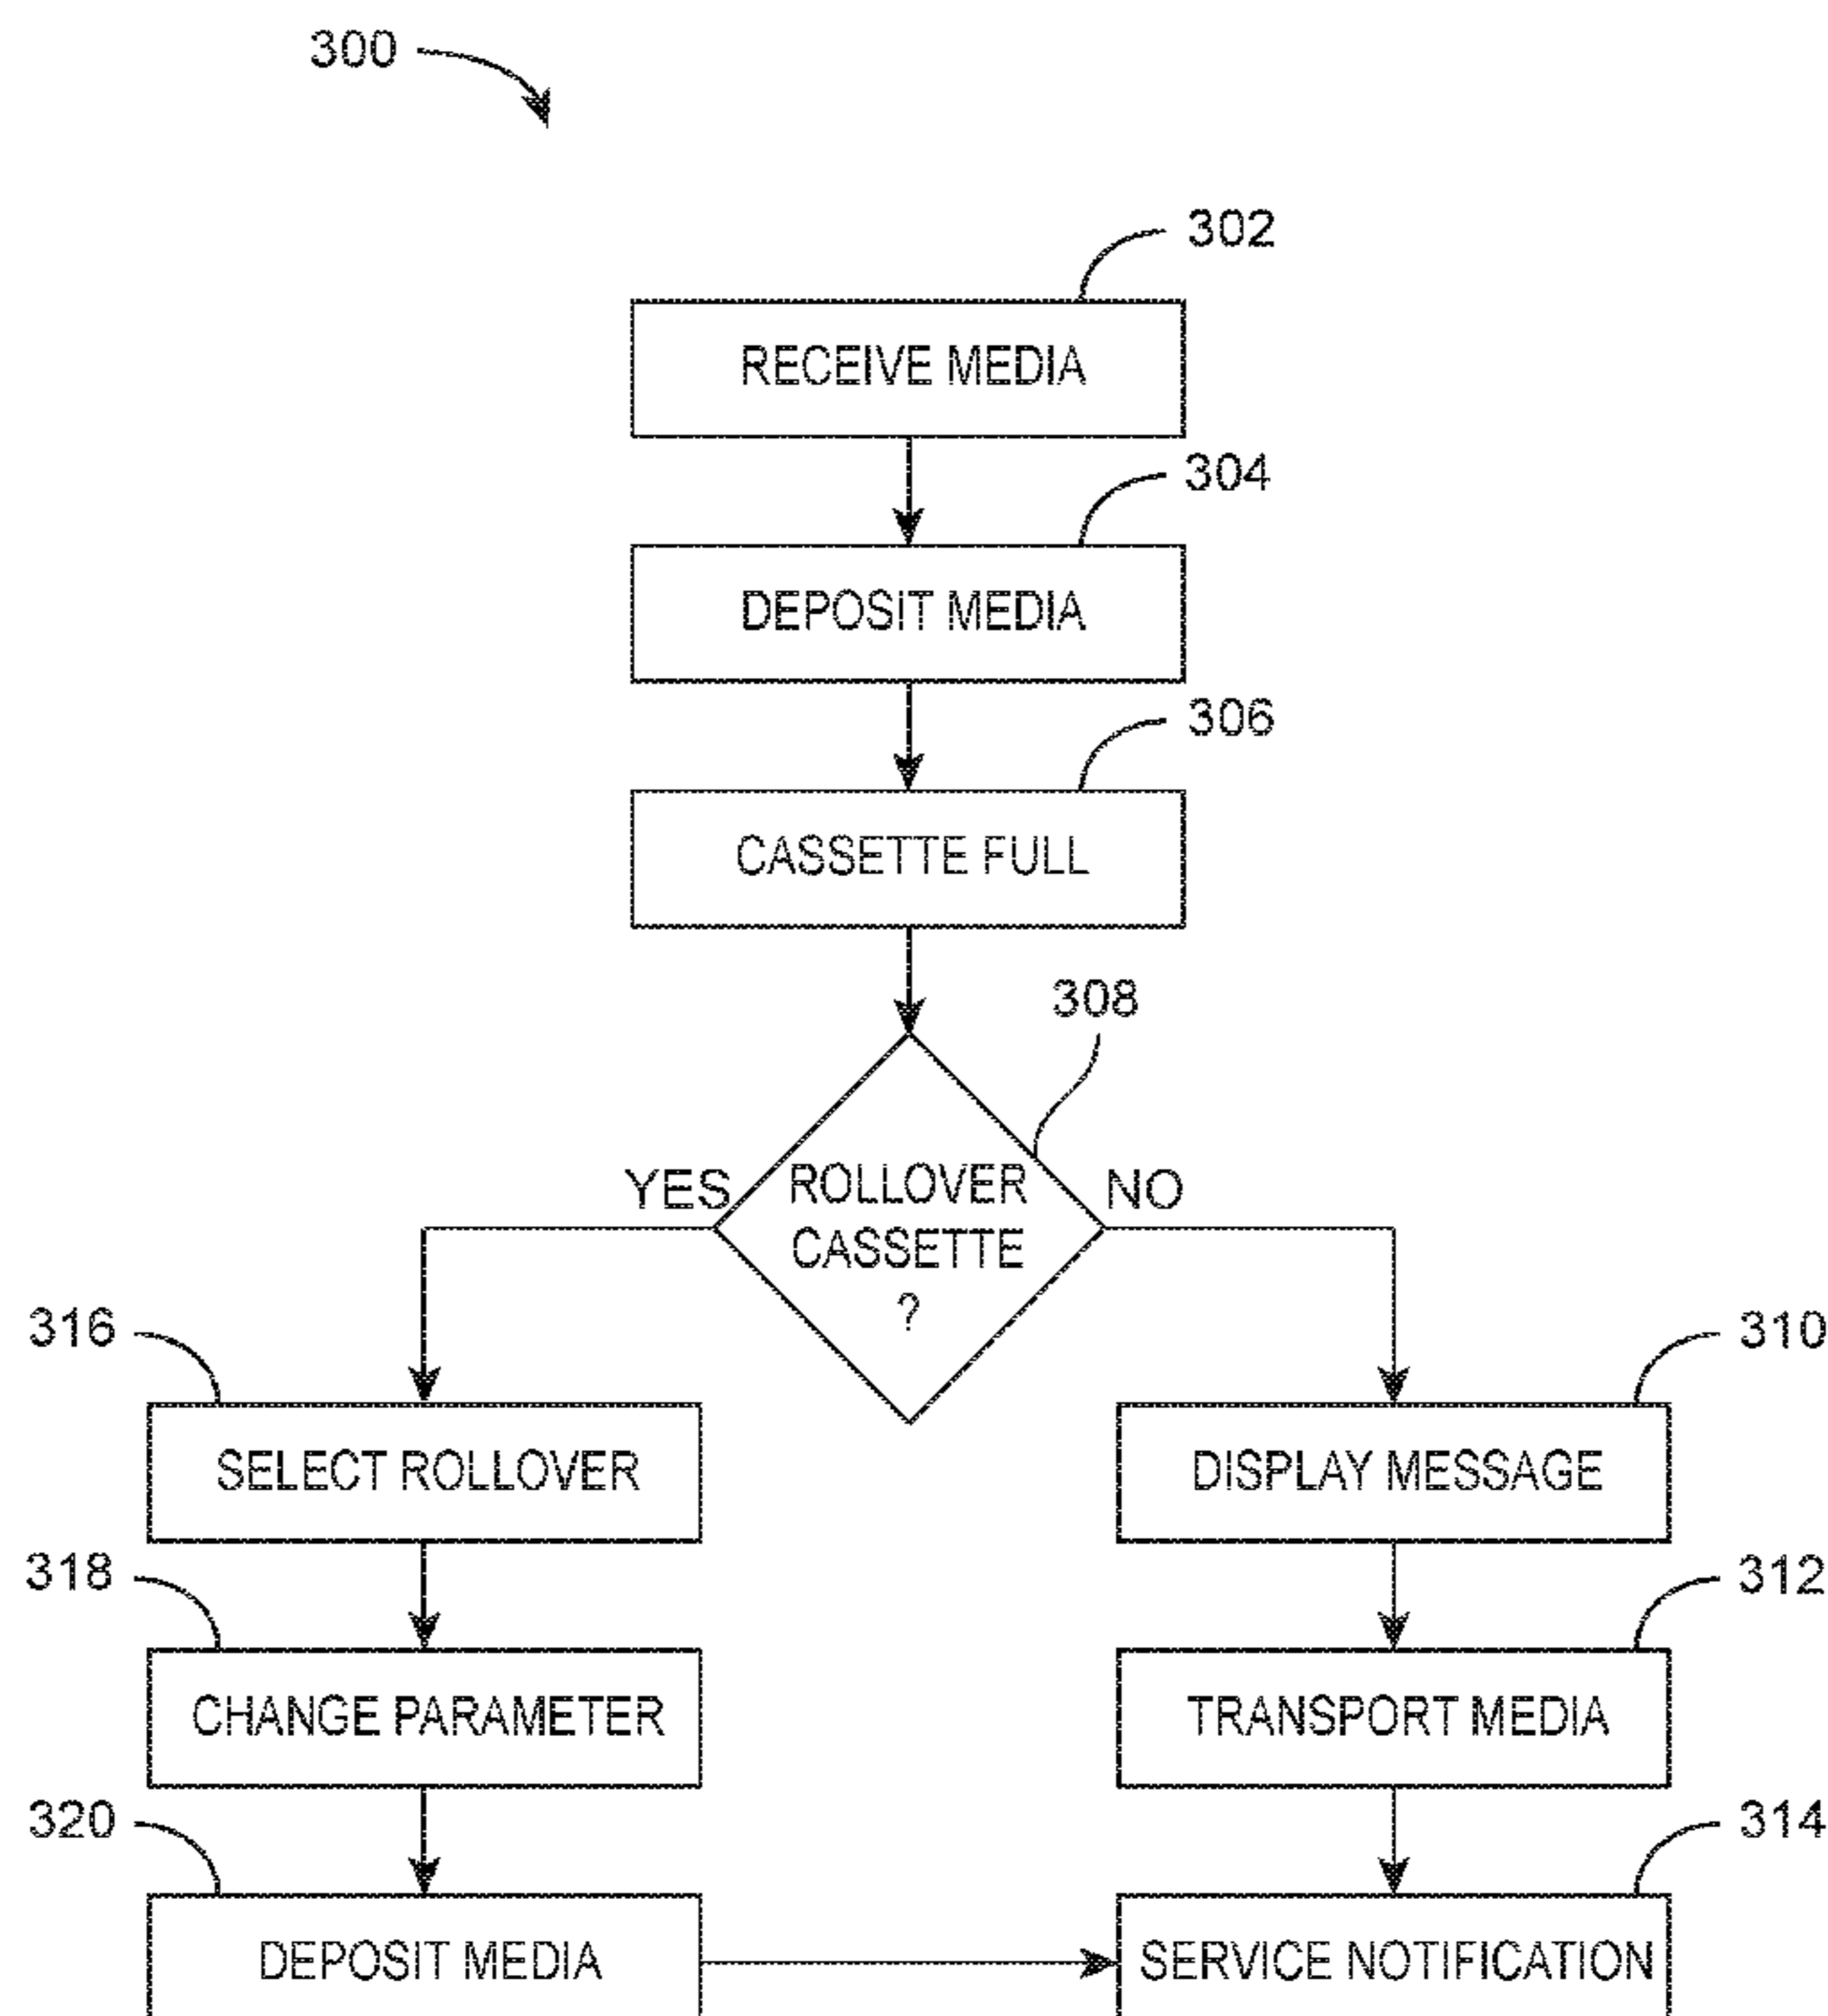 300
302
RECEIVE MEDIA
304
DEPOSIT MEDIA
306
CASSETTE FULL
308
YES
ROLLOVER
CASSETTE
?
NO
316
310
SELECT ROLLOVER
DISPLAY MESSAGE
318
312
CHANGE PARAMETER
TRANSPORT MEDIA
320
314
DEPOSIT MEDIA
SERVICE NOTIFICATION